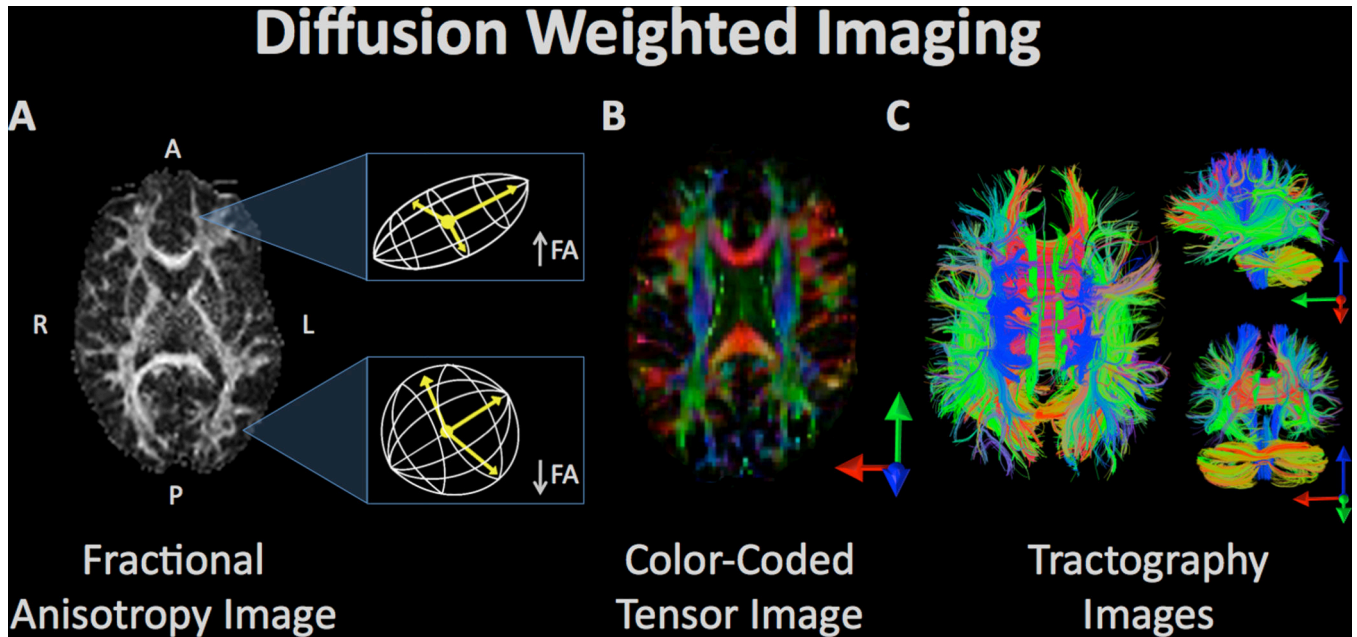 Diffusion Weighted Imaging
A
B
C
A
R
L
P
↑FA
↓FA
Fractional
Anisotropy Image
Color-Coded
Tensor Image
Tractography
Images